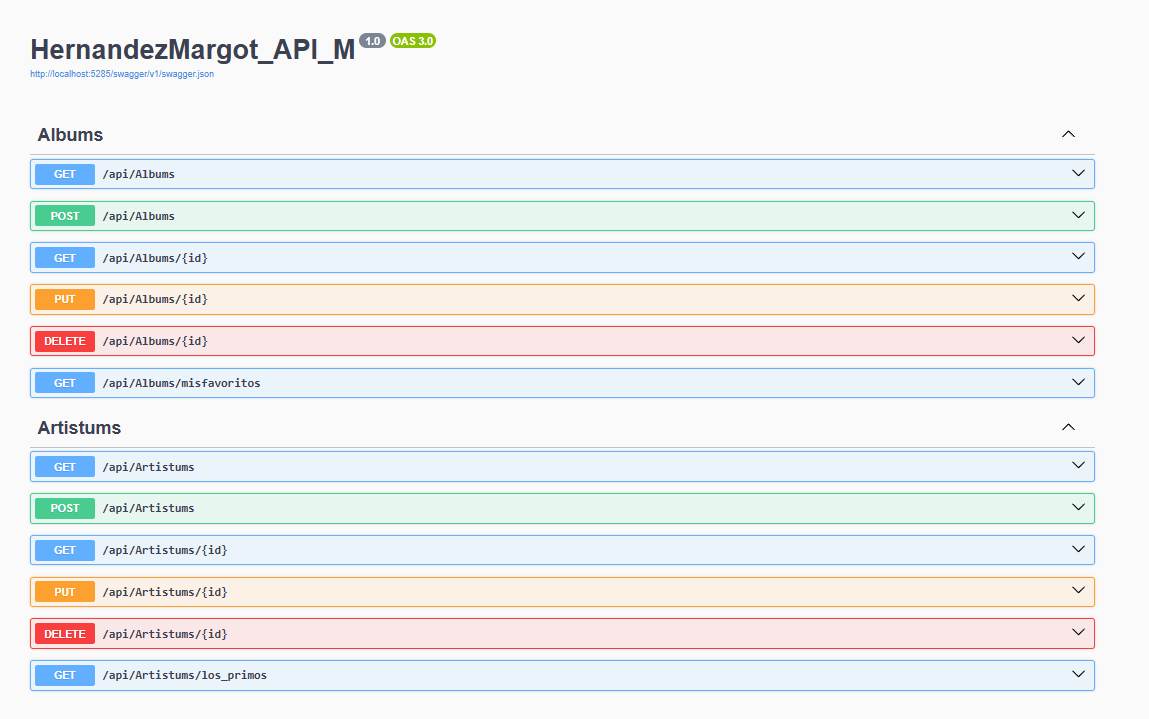 HernandezMargot_API_M 1.0 OAS 3.0
http://localhost:5285/swagger/v1/swagger.json
Albums
GET /api/Albums
POST /api/Albums
GET /api/Albums/{id}
PUT /api/Albums/{id}
DELETE /api/Albums/{id}
GET /api/Albums/misfavoritos
Artistums
GET /api/Artistums
POST /api/Artistums
GET /api/Artistums/{id}
PUT /api/Artistums/{id}
DELETE /api/Artistums/{id}
GET /api/Artistums/los_primos